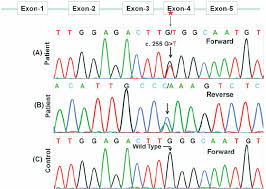 Exon-1 Exon-2 Exon-3 Exon-4 Exon-5
T T G G A G A C T T G/T G G C A A T G T
c. 255 G>T Forward
(A) Patient
A C A T T G C C C/A A A G T C T C
Reverse
(B) Patient
T T G G A G A C T T G G G C A A T G T
Wild Type Forward
(C) Control